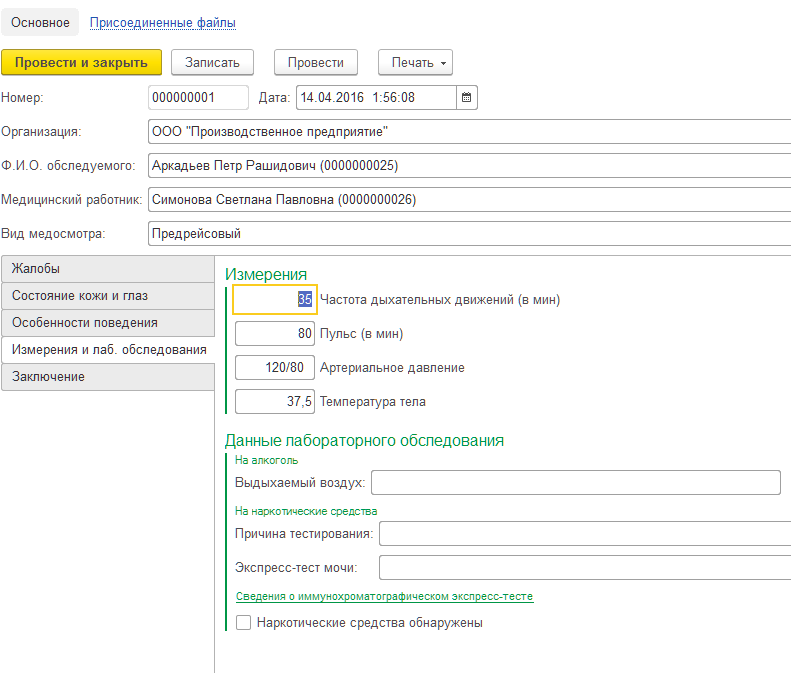 Основное Присоединенные файлы
Провести и закрыть Записать Провести Печать
Номер: 000000001 Дата: 14.04.2016 1:56:08
Организация: ООО "Производственное предприятие"
Ф.И.О. обследуемого: Аркадьев Петр Рашидович (0000000025)
Медицинский работник: Симонова Светлана Павловна (0000000026)
Вид медосмотра: Предрейсовый
Жалобы
Состояние кожи и глаз
Особенности поведения
Измерения и лаб. обследования
Заключение
Измерения
35 Частота дыхательных движений (в мин)
80 Пульс (в мин)
120/80 Артериальное давление
37,5 Температура тела
Данные лабораторного обследования
На алкоголь
Выдыхаемый воздух:
На наркотические средства
Причина тестирования:
Экспресс-тест мочи:
Сведения о иммунохроматографическом экспресс-тесте
Наркотические средства обнаружены